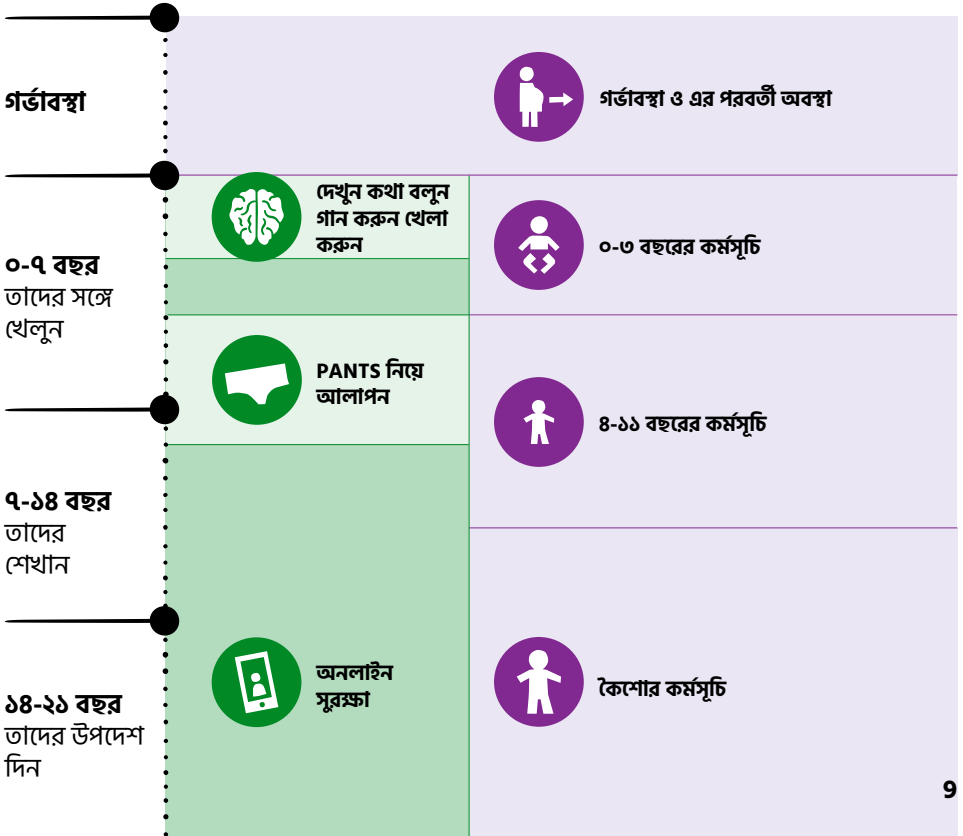 গর্ভাবস্থা
গর্ভাবস্থা ও এর পরবর্তী অবস্থা
০-৭ বছর
তাদের সঙ্গে
খেলুন
দেখুন কথা বলুন
গান করুন খেলা
করুন
০-৩ বছরের কর্মসূচি
PANTS নিয়ে
আলাপন
৪-১১ বছরের কর্মসূচি
৭-১৪ বছর
তাদের
শেখান
অনলাইন
সুরক্ষা
কৈশোর কর্মসূচি
১৪-২১ বছর
তাদের উপদেশ
দিন
9